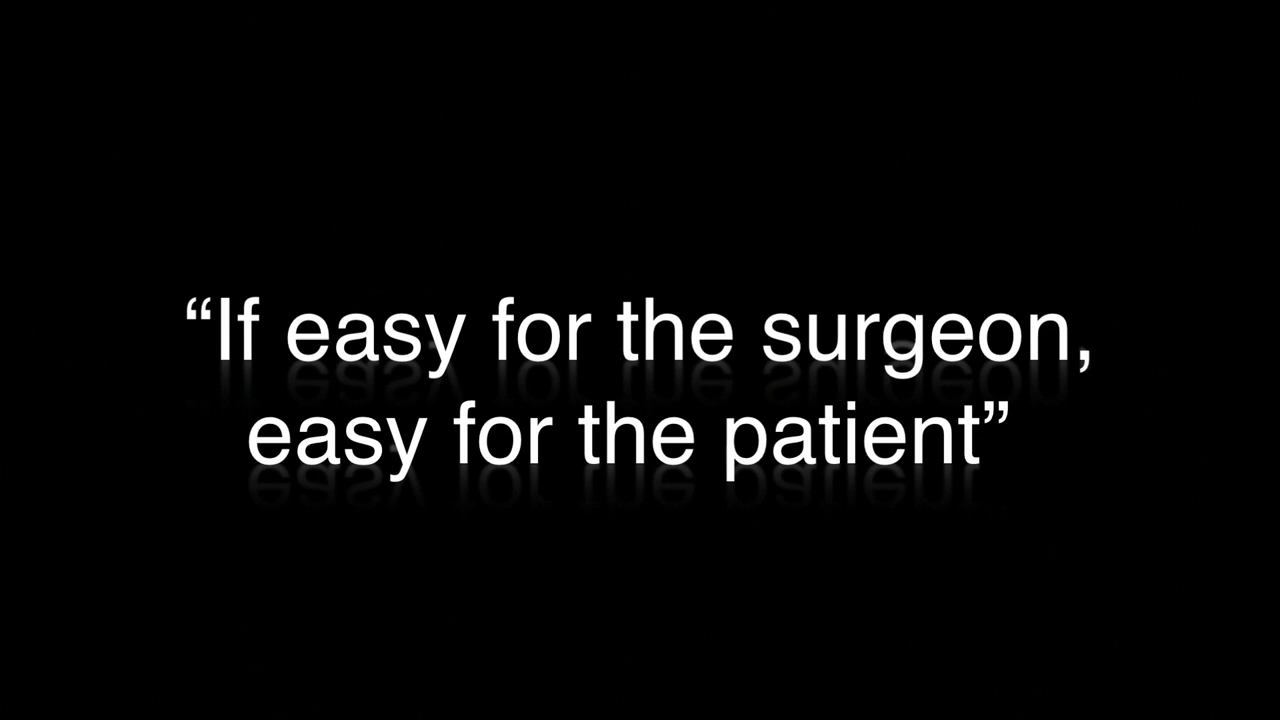 “If easy for the surgeon,
easy for the patient”